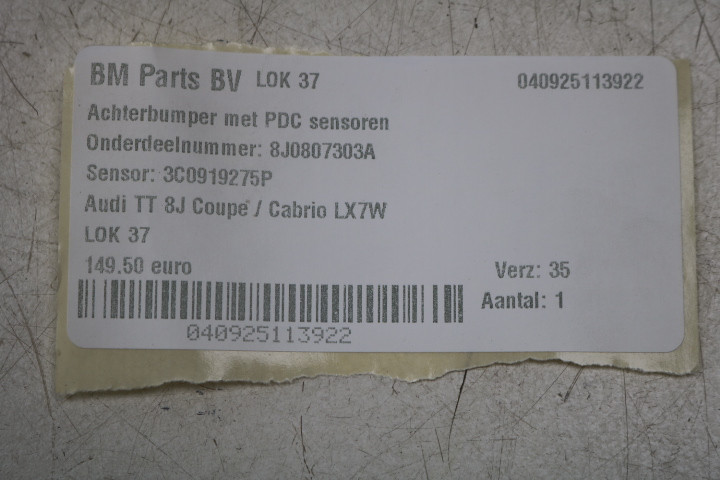 BM Parts BV LOK 37 040925113922
Achterbumper met PDC sensoren
Onderdeelnummer: 8J0807303A
Sensor: 3C0919275P
Audi TT 8J Coupe / Cabrio LX7W
LOK 37
149.50 euro Verz: 35
Aantal: 1
040925113922